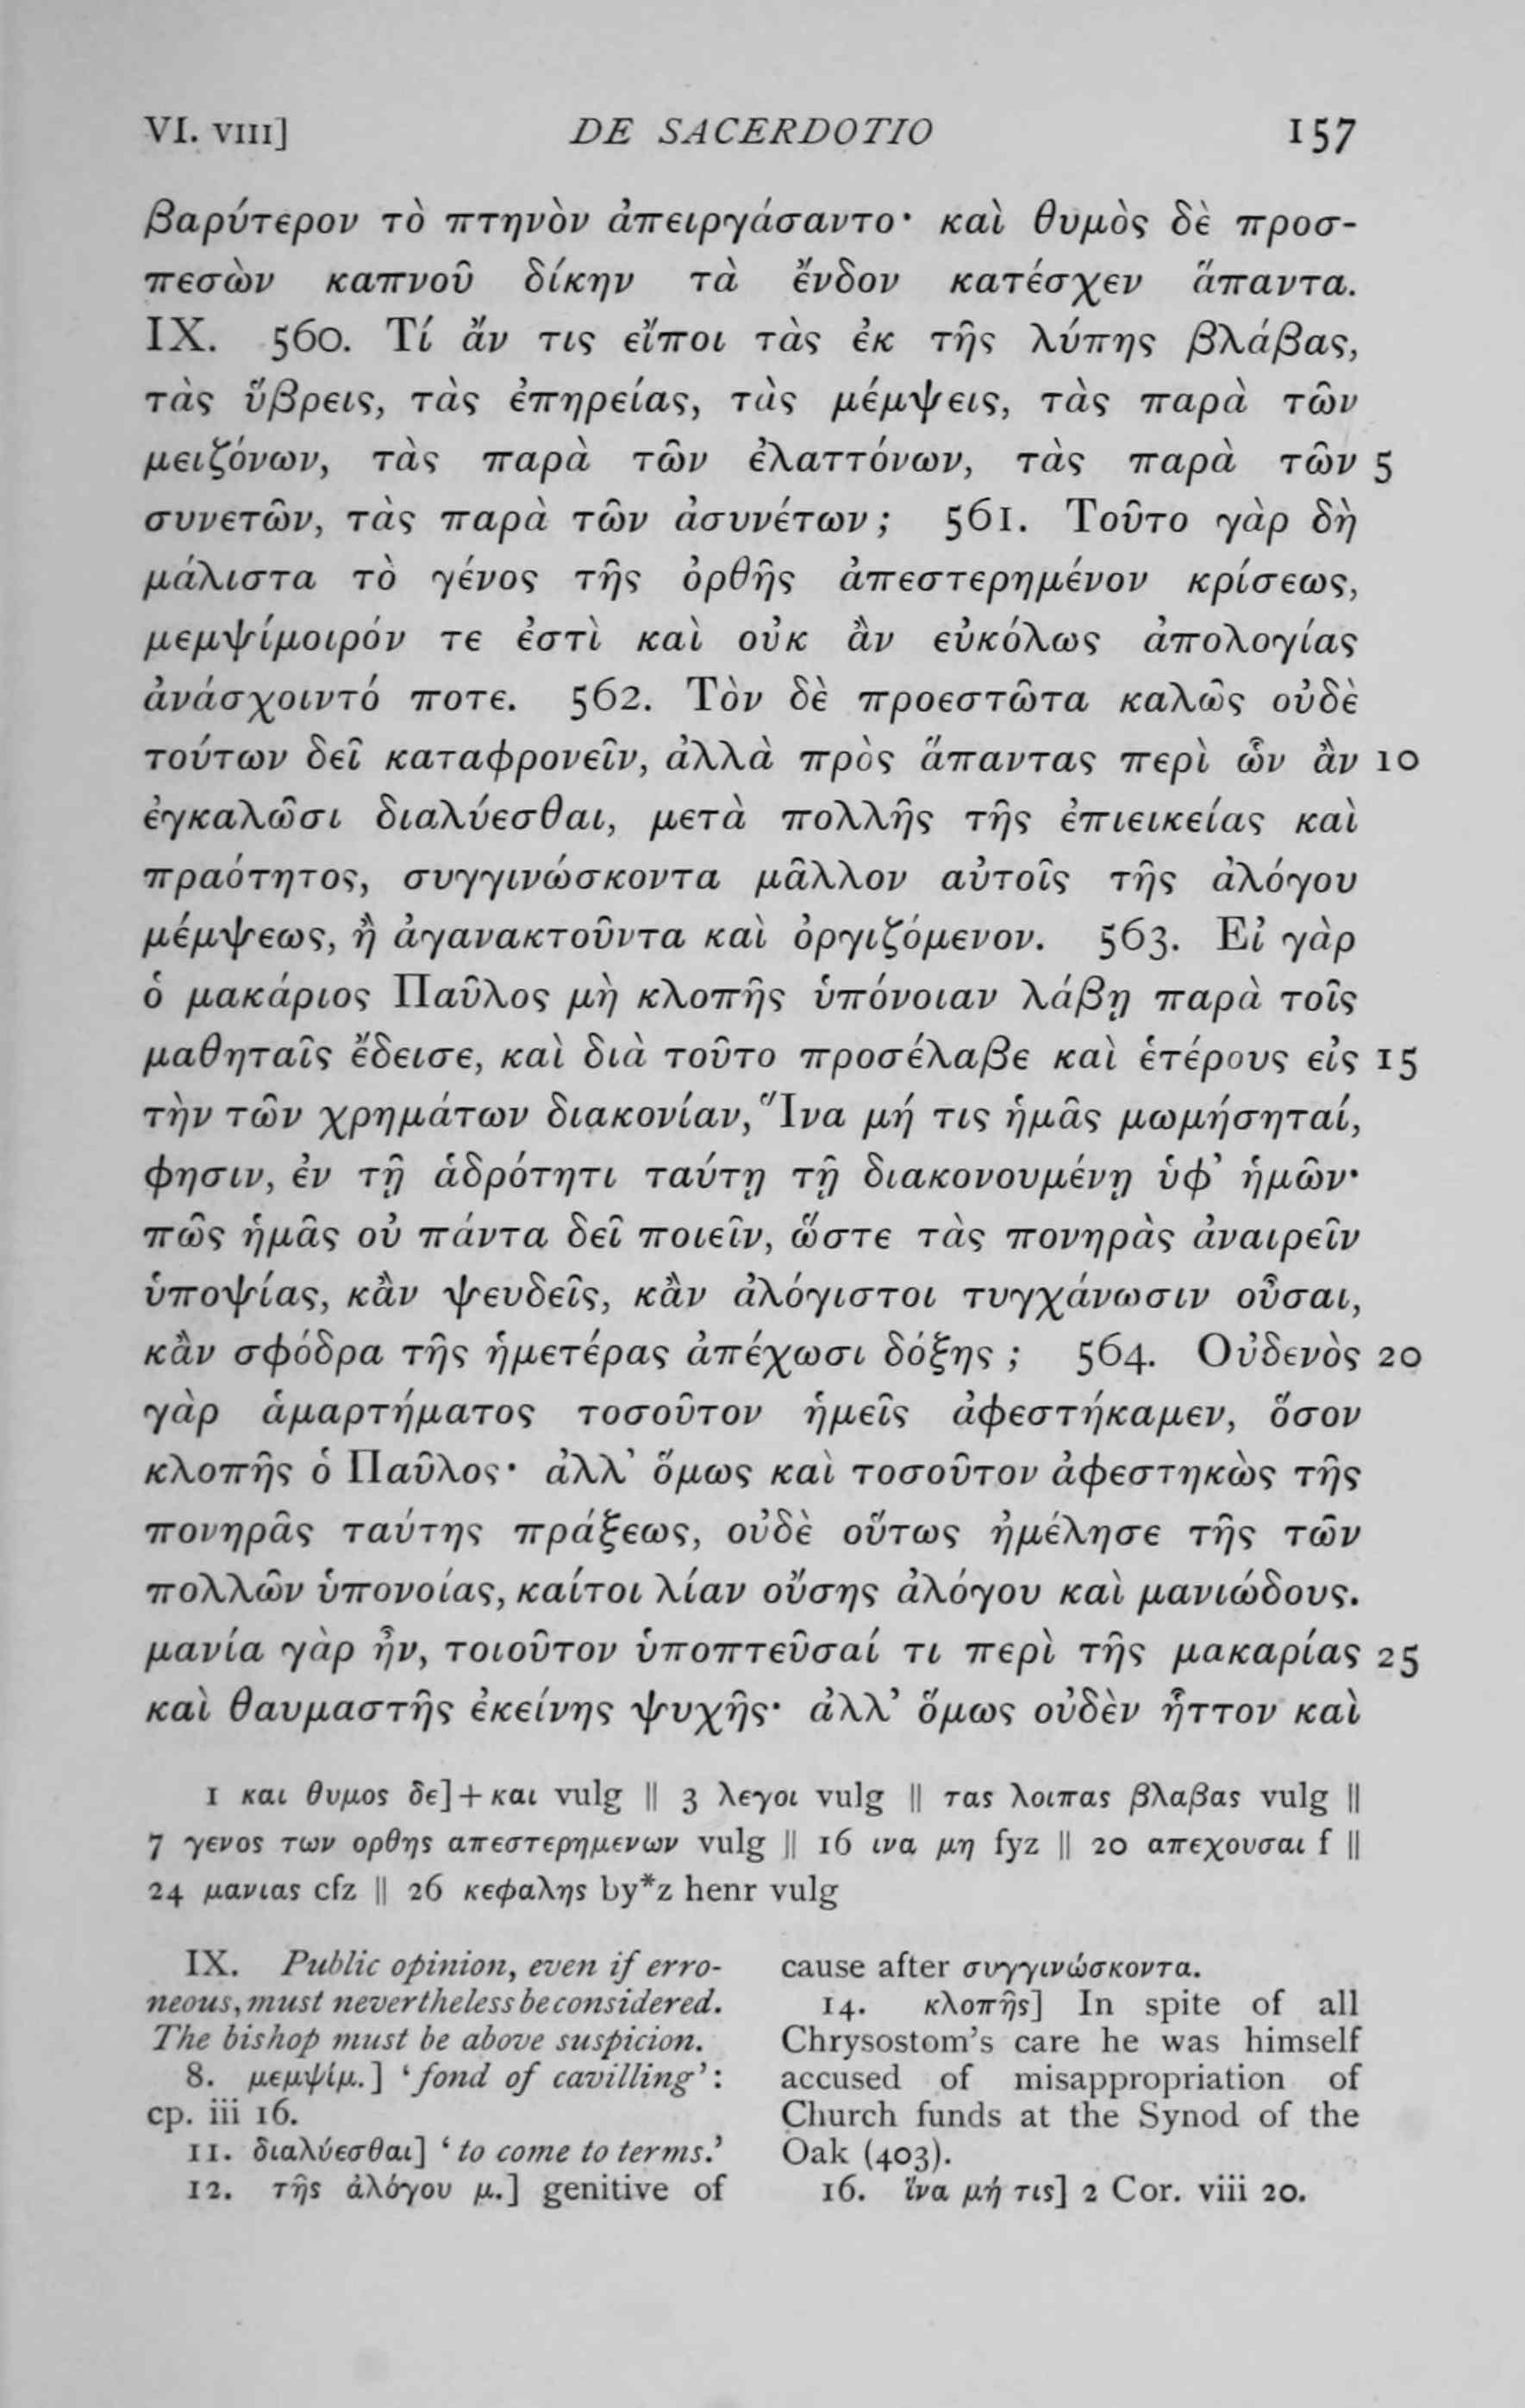 VI. VIII] DE SACERDOTIO 157
βαρύτερον τὸ πτηνὸν ἀπειργάσαντο· καὶ θυμὸς δὲ προσ-
πεσὼν καπνοῦ δίκην τὰ ἔνδον κατέσχεν ἅπαντα.
IX. 560. Τί ἄν τις εἴποι τὰς ἐκ τῆς λύπης βλάβας,
τὰς ὕβρεις, τὰς ἐπηρείας, τὰς μέμψεις, τὰς παρὰ τῶν
μειζόνων, τὰς παρὰ τῶν ἐλαττόνων, τὰς παρὰ τῶν 5
συνετῶν, τὰς παρὰ τῶν ἀσυνέτων; 561. Τοῦτο γὰρ δὴ
μάλιστα τὸ γένος τῆς ὀρθῆς ἀπεστερημένον κρίσεως,
μεμψίμοιρόν τε ἐστὶ καὶ οὐκ ἂν εὐκόλως ἀπολογίας
ἀνάσχοιντό ποτε. 562. Τὸν δὲ προεστῶτα καλῶς οὐδὲ
τούτων δεῖ καταφρονεῖν, ἀλλὰ πρὸς ἅπαντας περὶ ὧν ἂν 10
ἐγκαλῶσι διαλύεσθαι, μετὰ πολλῆς τῆς ἐπιεικείας καὶ
πραότητος, συγγινώσκοντα μᾶλλον αὐτοῖς τῆς ἀλόγου
μέμψεως, ἢ ἀγανακτοῦντα καὶ ὀργιζόμενον. 563. Εἰ γὰρ
ὁ μακάριος Παῦλος μὴ κλοπῆς ὑπόνοιαν λάβῃ παρὰ τοῖς
μαθηταῖς ἔδεισε, καὶ διὰ τοῦτο προσέλαβε καὶ ἑτέρους εἰς 15
τὴν τῶν χρημάτων διακονίαν, Ἵνα μή τις ἡμᾶς μωμήσηταί,
φησιν, ἐν τῇ ἁδρότητι ταύτῃ τῇ διακονουμένῃ ὑφ᾽ ἡμῶν·
πῶς ἡμᾶς οὐ πάντα δεῖ ποιεῖν, ὥστε τὰς πονηρὰς ἀναιρεῖν
ὑποψίας, κἂν ψευδεῖς, κἂν ἀλόγιστοι τυγχάνωσιν οὖσαι,
κἂν σφόδρα τῆς ἡμετέρας ἀπέχωσι δόξης; 564. Οὐδενὸς 20
γὰρ ἁμαρτήματος τοσοῦτον ἡμεῖς ἀφεστήκαμεν, ὅσον
κλοπῆς ὁ Παῦλος· ἀλλ᾽ ὅμως καὶ τοσοῦτον ἀφεστηκὼς τῆς
πονηρᾶς ταύτης πράξεως, οὐδὲ οὕτως ἠμέλησε τῆς τῶν
πολλῶν ὑπονοίας, καίτοι λίαν οὔσης ἀλόγου καὶ μανιώδους.
μανία γὰρ ἦν, τοιοῦτον ὑποπτεῦσαί τι περὶ τῆς μακαρίας 25
καὶ θαυμαστῆς ἐκείνης ψυχῆς· ἀλλ᾽ ὅμως οὐδὲν ἧττον καὶ
1 και θυμος δε]+και vulg || 3 λεγοι vulg || τας λοιπας βλαβας vulg ||
7 γενος των ορθης απεστερημενων vulg || 16 ινα μη fyz || 20 απεχουσαι f ||
24 μανιας cfz || 26 κεφαλης by*z henr vulg
IX. Public opinion, even if erro-
neous, must nevertheless be considered.
The bishop must be above suspicion.
8. μεμψίμ.] ‘fond of cavilling’:
cp. iii 16.
11. διαλύεσθαι] ‘to come to terms.’
12. τῆς ἀλόγου μ.] genitive of
cause after συγγινώσκοντα.
14. κλοπῆς] In spite of all
Chrysostom’s care he was himself
accused of misappropriation of
Church funds at the Synod of the
Oak (403).
16. ἵνα μή τις] 2 Cor. viii 20.